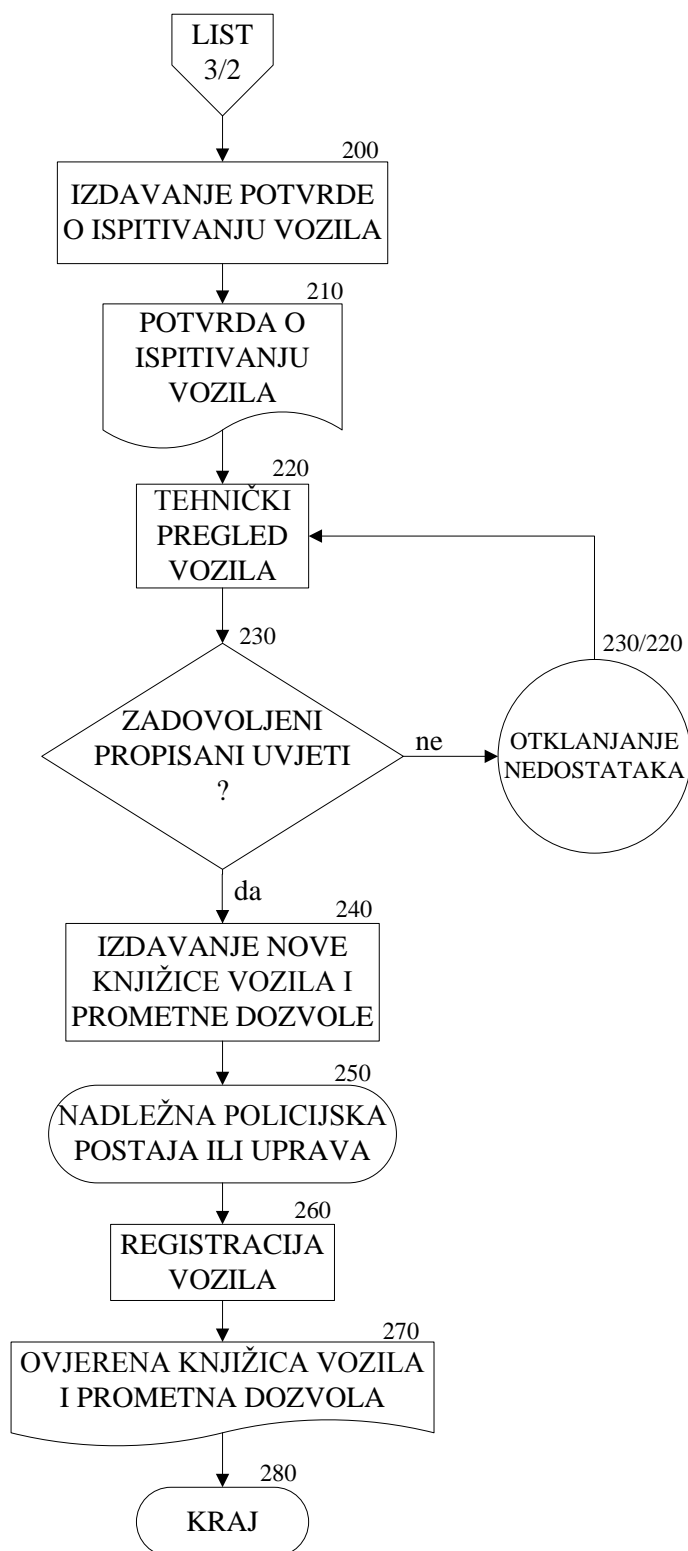 LIST
3/2
200
IZDAVANJE POTVRDE
O ISPITIVANJU VOZILA
210
POTVRDA O
ISPITIVANJU
VOZILA
220
TEHNIČKI
PREGLED
VOZILA
230
ZADOVOLJENI
PROPISANI UVJETI
?
ne
230/220
OTKLANJANJE
NEDOSTATAKA
da
240
IZDAVANJE NOVE
KNJIŽICE VOZILA I
PROMETNE DOZVOLE
250
NADLEŽNA POLICIJSKA
POSTAJA ILI UPRAVA
260
REGISTRACIJA
VOZILA
270
OVJERENA KNJIŽICA VOZILA
I PROMETNA DOZVOLA
280
KRAJ